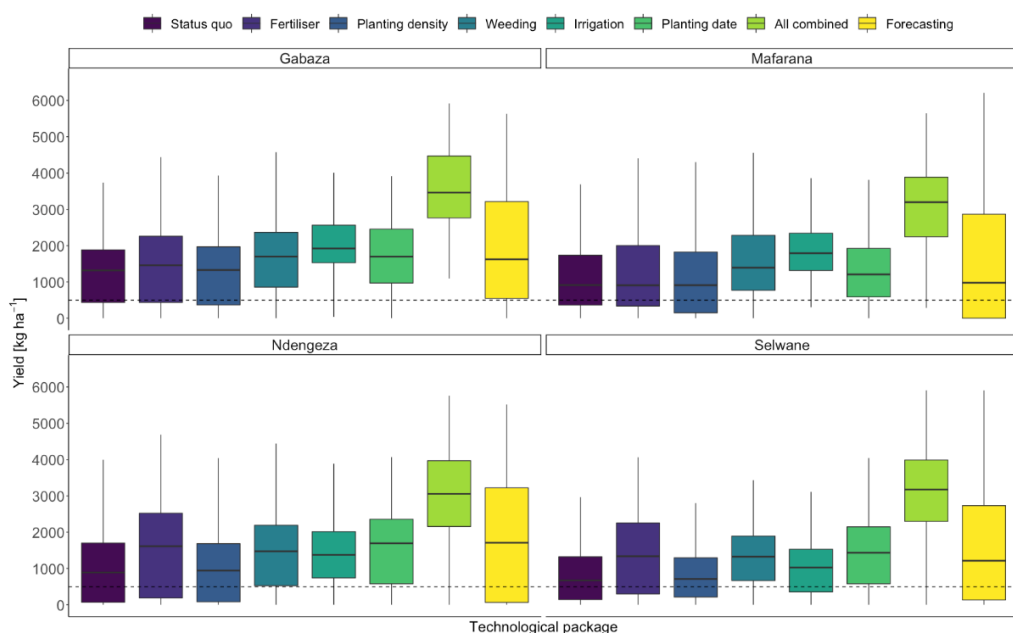 Status quo Fertiliser Planting density Weeding Irrigation Planting date All combined Forecasting
Gabaza Mafarana
6000
5000
4000
3000
2000
1000
0
Yield [kg ha⁻¹]
Ndengeza Selwane
6000
5000
4000
3000
2000
1000
0
Technological package